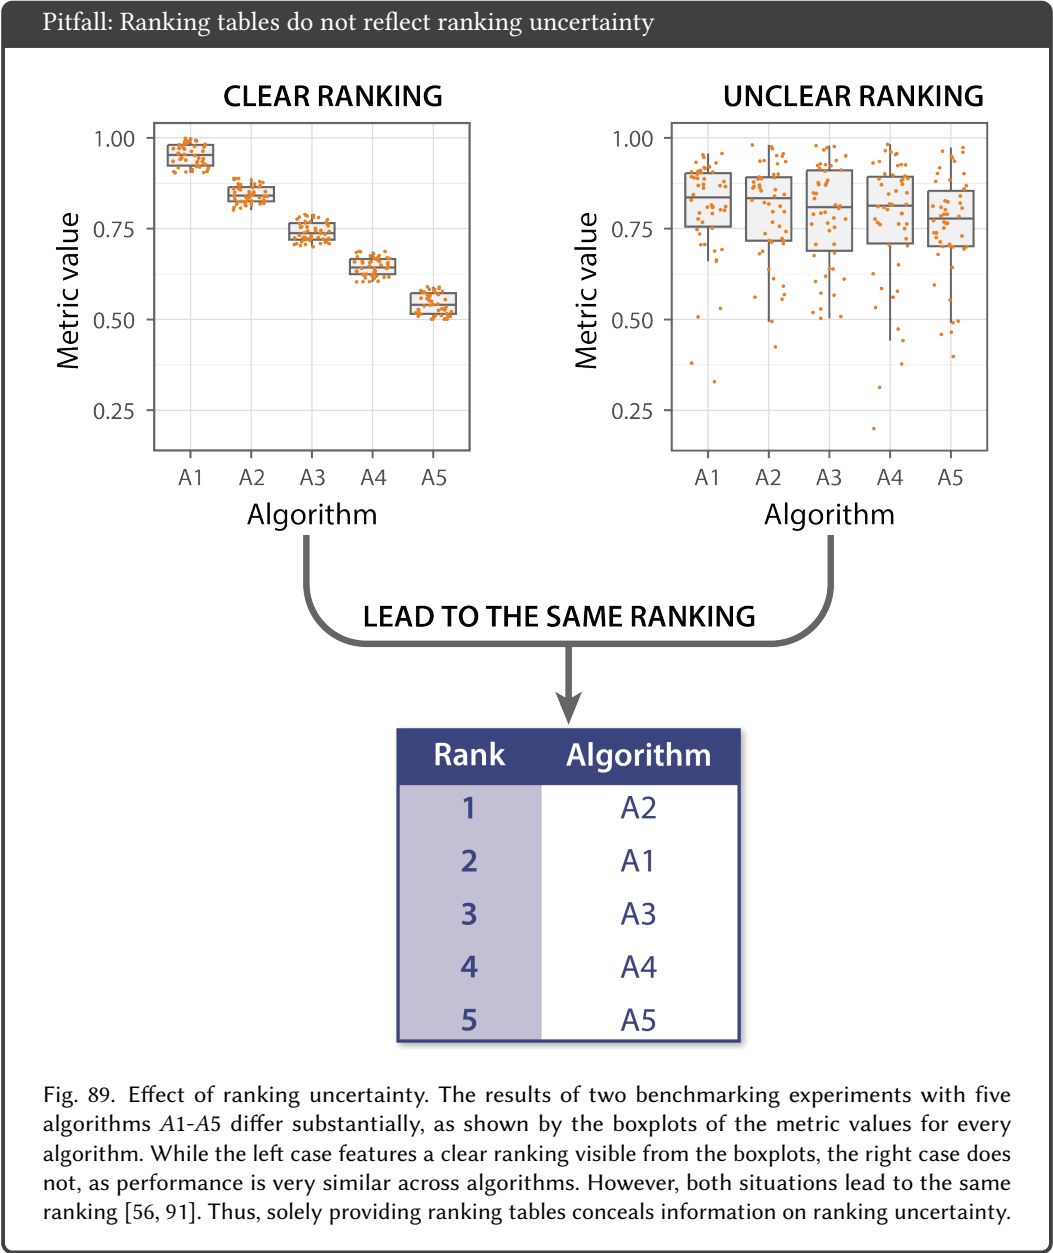 Pitfall: Ranking tables do not reflect ranking uncertainty
CLEAR RANKING
Metric value
1.00
0.75
0.50
0.25
A1 A2 A3 A4 A5
Algorithm
UNCLEAR RANKING
Metric value
1.00
0.75
0.50
0.25
A1 A2 A3 A4 A5
Algorithm
LEAD TO THE SAME RANKING
Rank Algorithm
1 A2
2 A1
3 A3
4 A4
5 A5
Fig. 89. Effect of ranking uncertainty. The results of two benchmarking experiments with five
algorithms A1-A5 differ substantially, as shown by the boxplots of the metric values for every
algorithm. While the left case features a clear ranking visible from the boxplots, the right case does
not, as performance is very similar across algorithms. However, both situations lead to the same
ranking [56, 91]. Thus, solely providing ranking tables conceals information on ranking uncertainty.